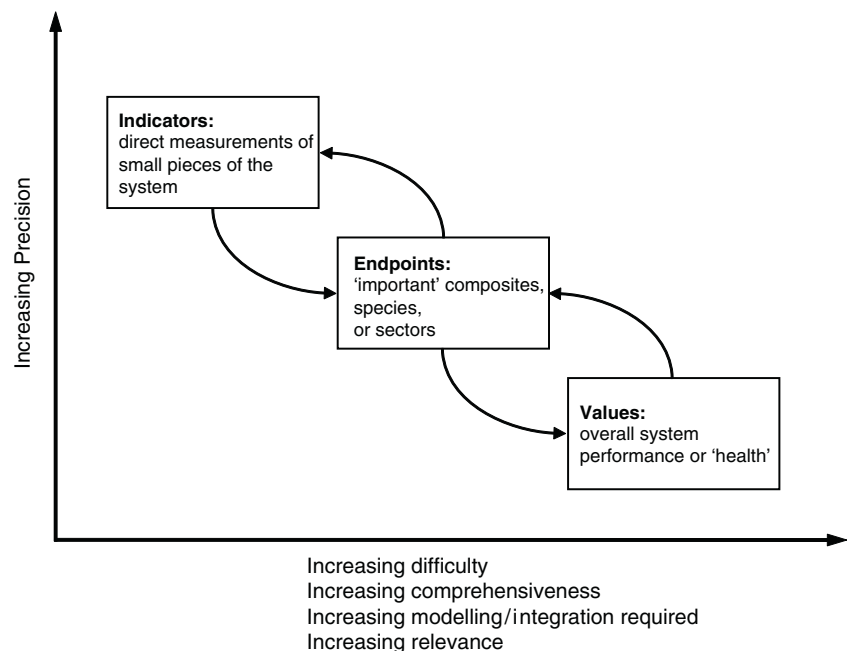 Increasing Precision
Indicators:
direct measurements of
small pieces of the
system
Endpoints:
‘important’ composites,
species,
or sectors
Values:
overall system
performance or ‘health’
Increasing difficulty
Increasing comprehensiveness
Increasing modelling/integration required
Increasing relevance